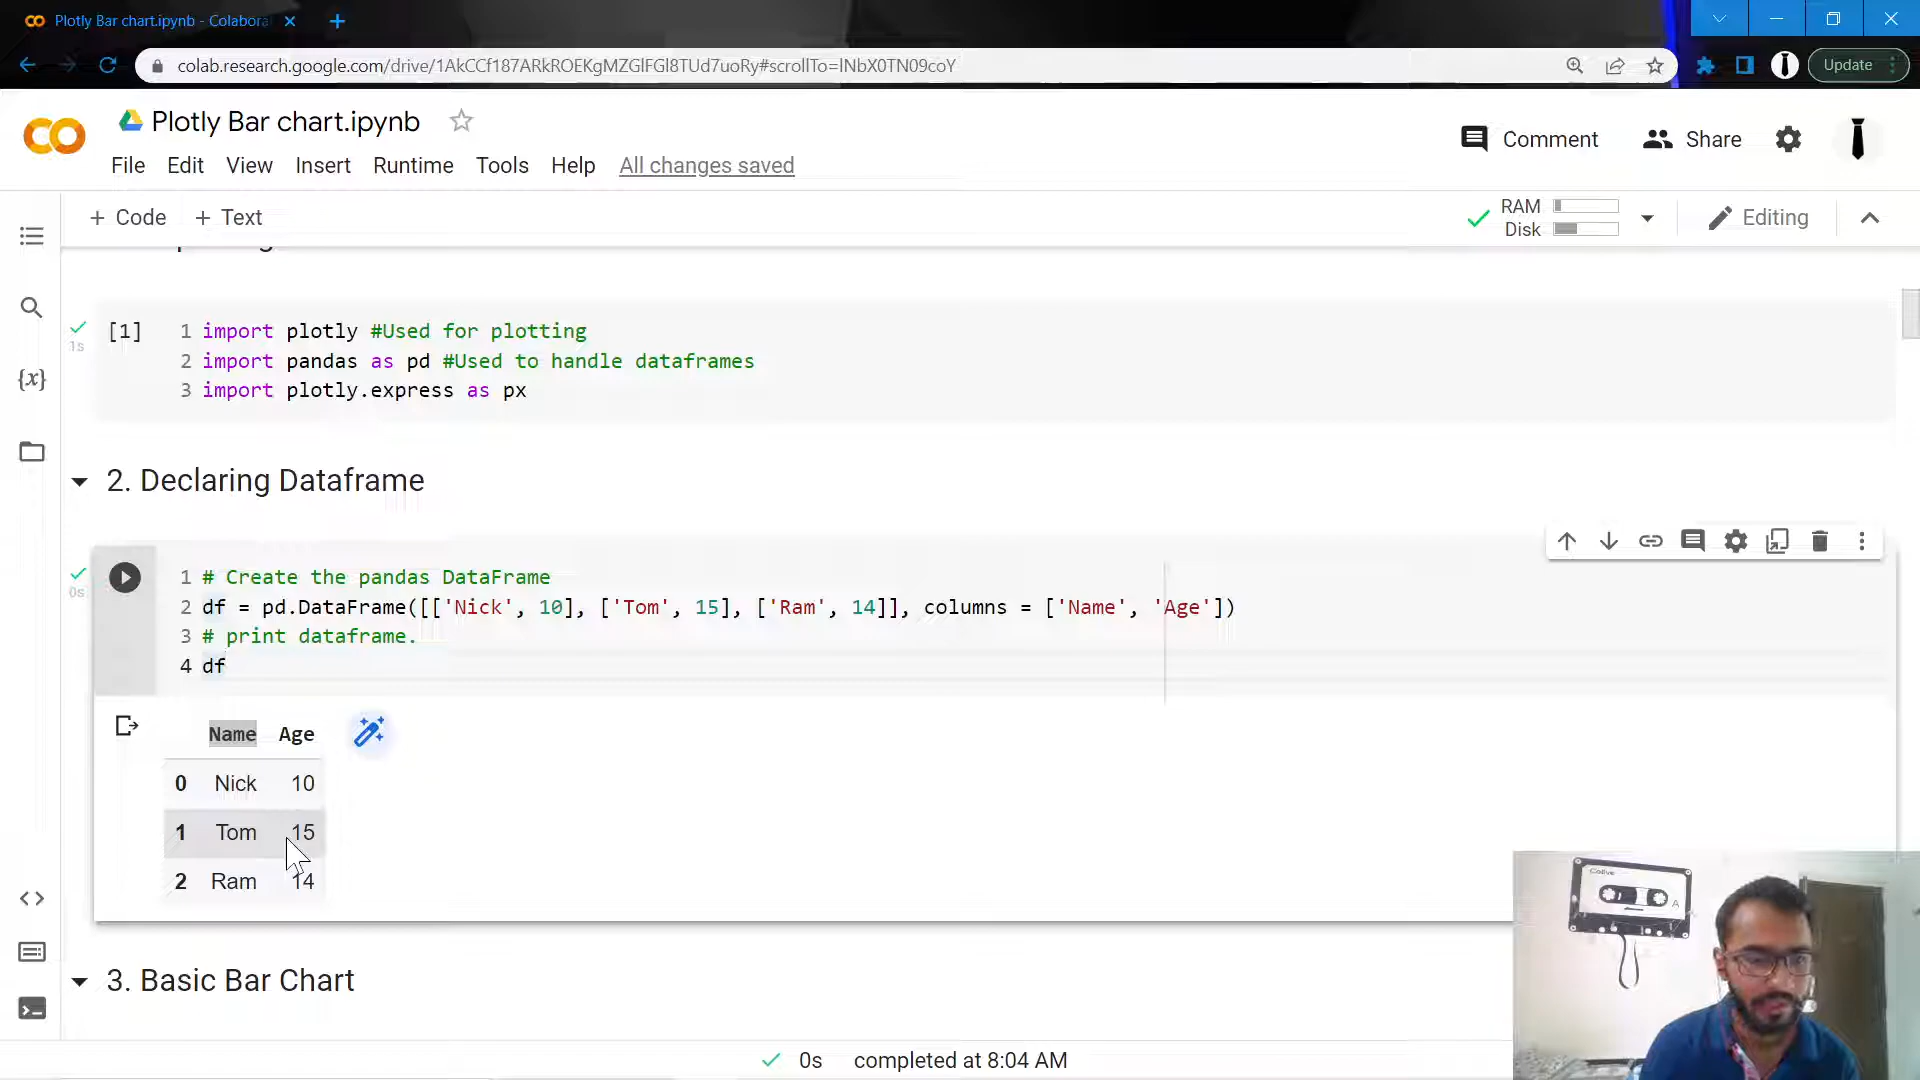 Plotly Bar chart.ipynb - Colabora
colab.research.google.com/drive/1AkCCf187ARkROEKgMZGlFGl8TUd7uoRy#scrollTo=lNbX0TN09coY
Update
Plotly Bar chart.ipynb
Comment
Share
File Edit View Insert Runtime Tools Help All changes saved
+ Code + Text
RAM
Disk
Editing
[1]
1s
1 import plotly #Used for plotting
2 import pandas as pd #Used to handle dataframes
3 import plotly.express as px
2. Declaring Dataframe
0s
1 # Create the pandas DataFrame
2 df = pd.DataFrame([['Nick', 10], ['Tom', 15], ['Ram', 14]], columns = ['Name', 'Age'])
3 # print dataframe.
4 df
Name Age
0 Nick 10
1 Tom 15
2 Ram 14
{x}
3. Basic Bar Chart
0s completed at 8:04 AM
A